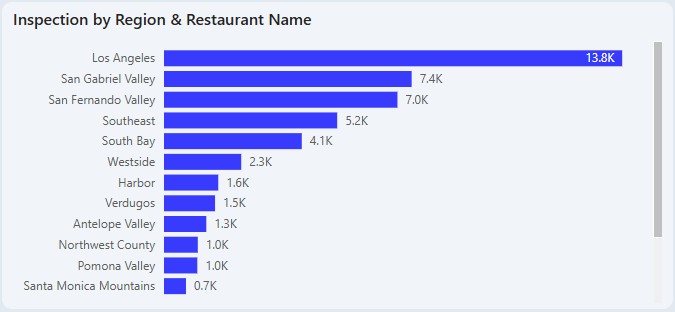 Inspection by Region & Restaurant Name
Los Angeles 13.8K
San Gabriel Valley 7.4K
San Fernando Valley 7.0K
Southeast 5.2K
South Bay 4.1K
Westside 2.3K
Harbor 1.6K
Verdugos 1.5K
Antelope Valley 1.3K
Northwest County 1.0K
Pomona Valley 1.0K
Santa Monica Mountains 0.7K